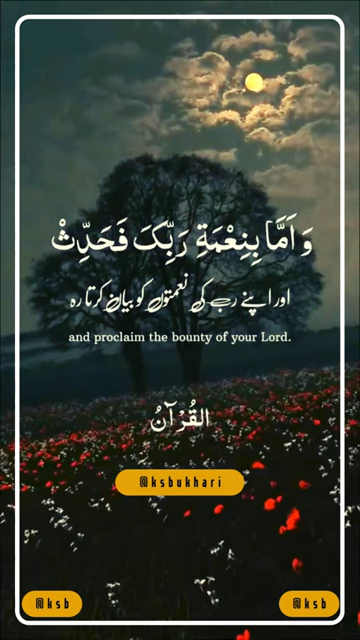 وَاَمَّا بِنِعْمَةِ رَبِّکَ فَحَدِّثْ
اور اپنے رب کی نعمتوں کو بیان کرتا رہ
and proclaim the bounty of your Lord.
القُرْآنُ
@ksbukhari
@ksb
@ksb